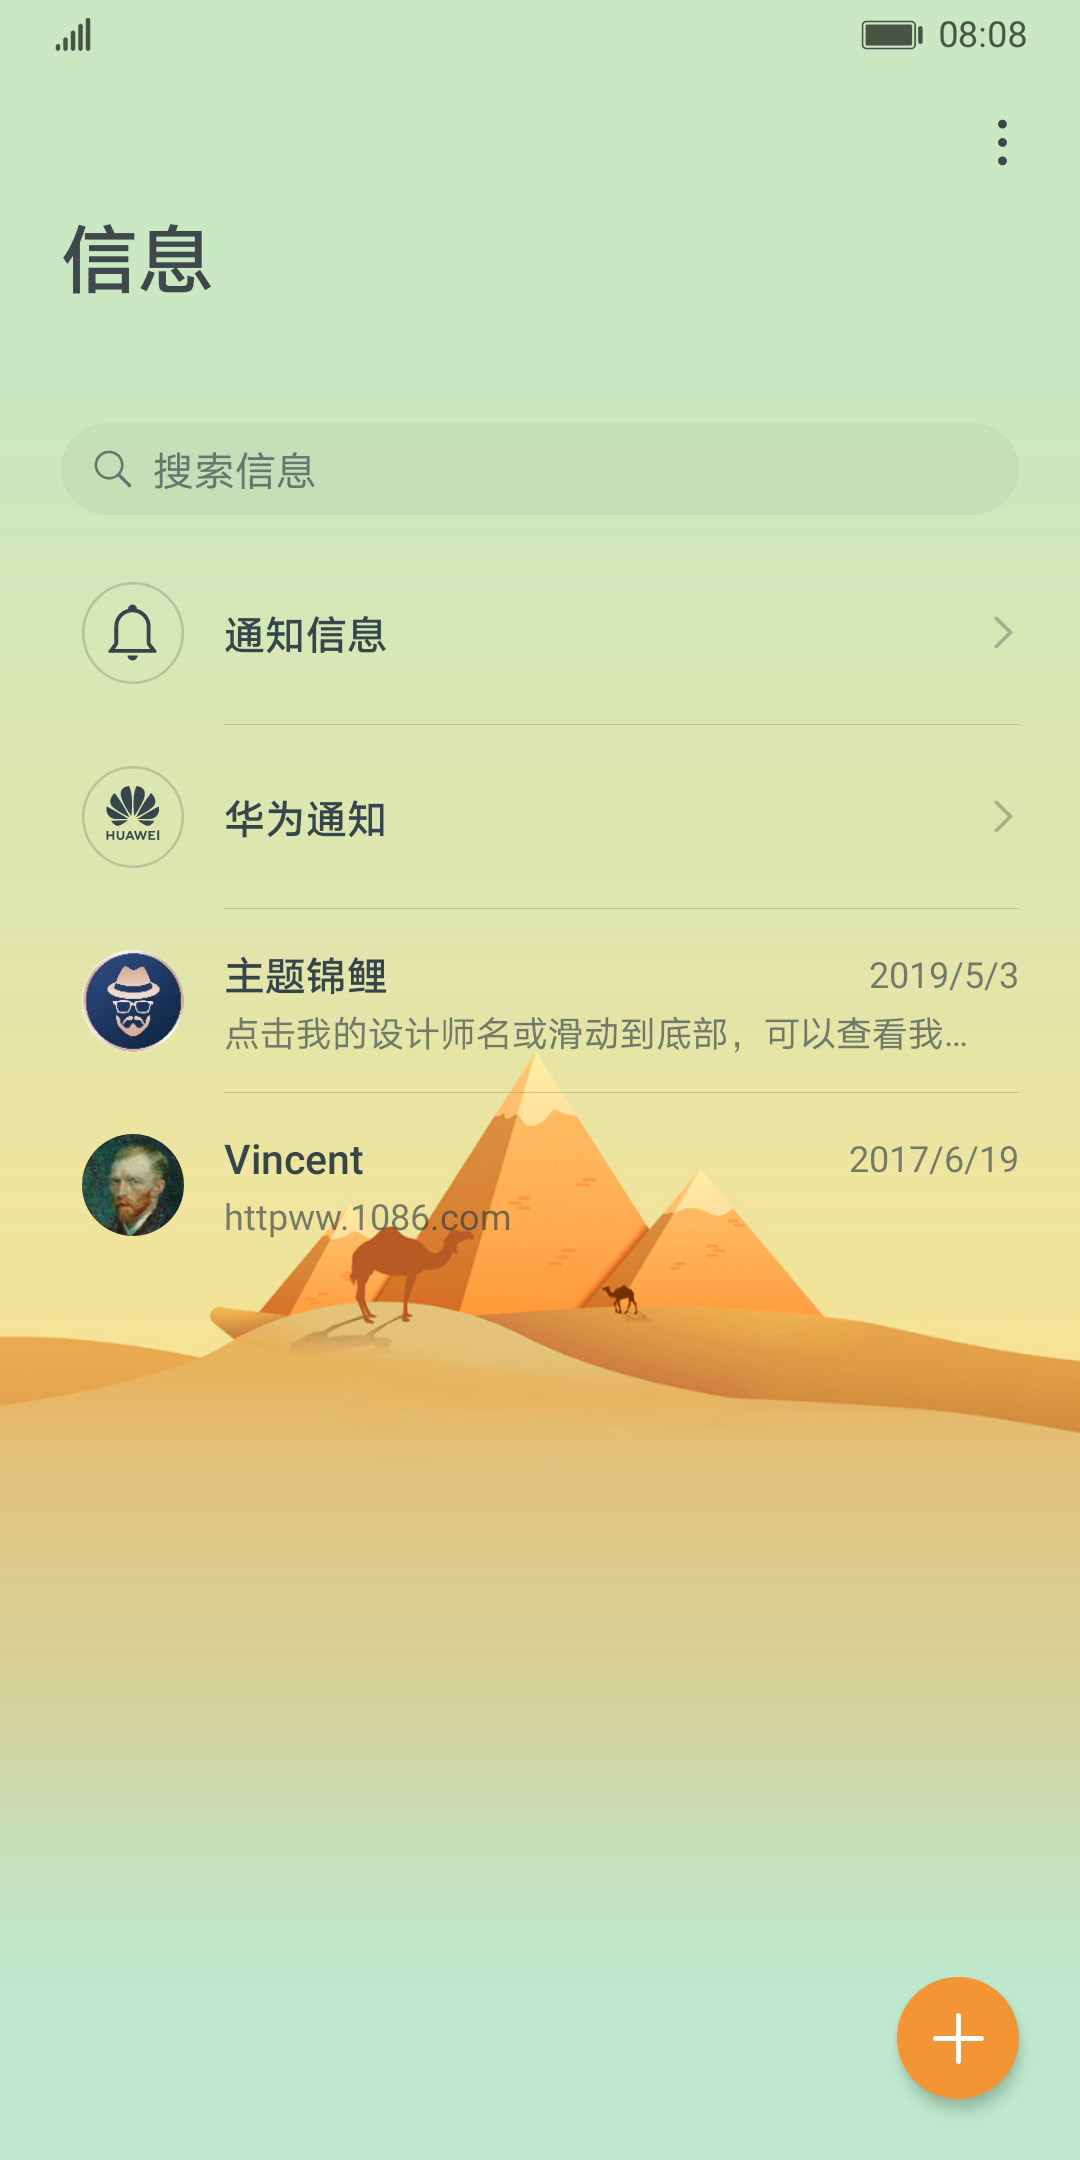 08:08
信息
搜索信息
通知信息
HUAWEI
华为通知
主题锦鲤
2019/5/3
点击我的设计师名或滑动到底部，可以查看我...
Vincent
2017/6/19
httpww.1086.com